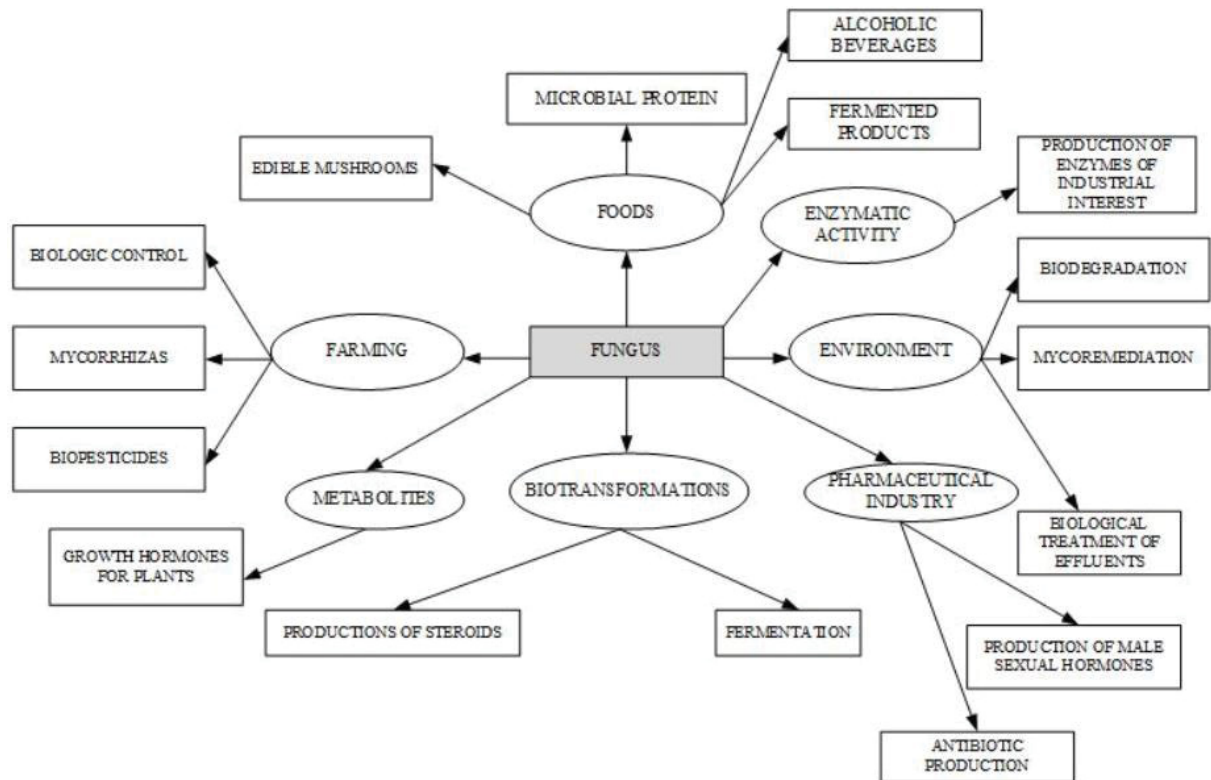 ALCOHOLIC
BEVERAGES
MICROBIAL PROTEIN
FERMENTED
PRODUCTS
EDIBLE MUSHROOMS
PRODUCTION OF
ENZYMES OF
INDUSTRIAL
INTEREST
FOODS
ENZYMATIC
ACTIVITY
BIOLOGIC CONTROL
BIODEGRADATION
MYCORRHIZAS
FARMING
FUNGUS
ENVIRONMENT
MYCOREMEDIATION
BIOPESTICIDES
METABOLITES
BIOTRANSFORMATIONS
PHARMACEUTICAL
INDUSTRY
BIOLOGICAL
TREATMENT OF
EFFLUENTS
GROWTH HORMONES
FOR PLANTS
PRODUCTIONS OF STEROIDS
FERMENTATION
PRODUCTION OF MALE
SEXUAL HORMONES
ANTIBIOTIC
PRODUCTION